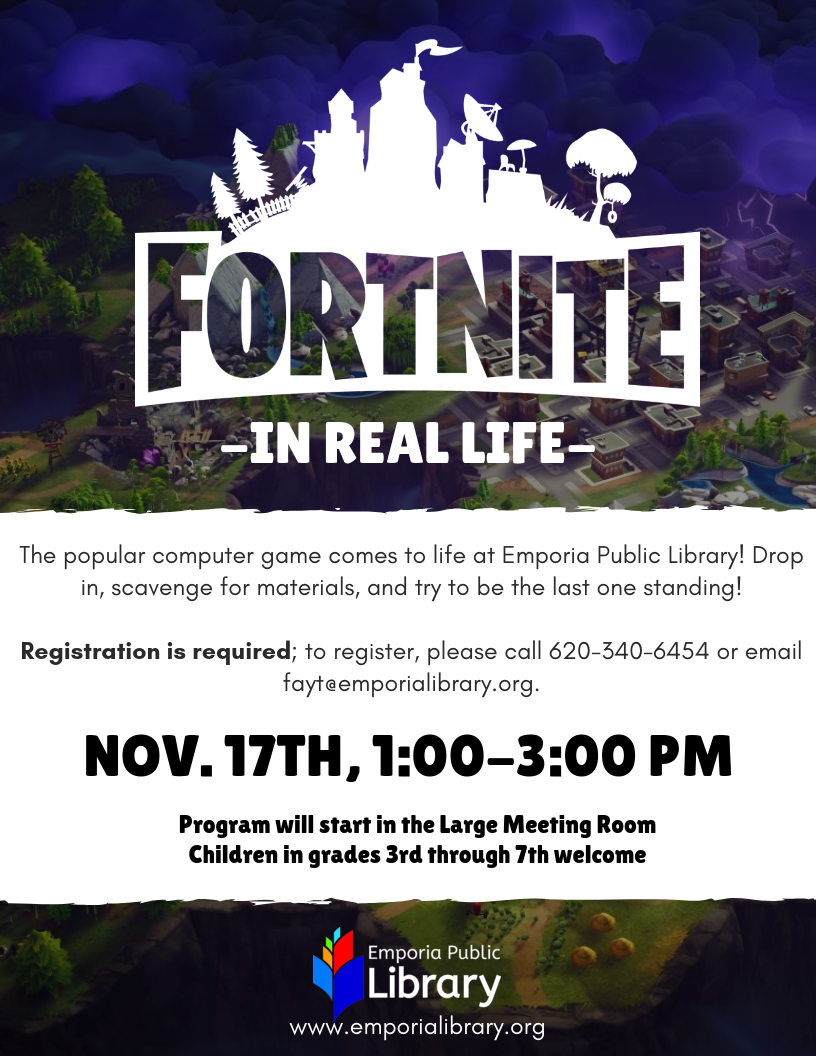 FORTNITE
-IN REAL LIFE-
The popular computer game comes to life at Emporia Public Library! Drop
in, scavenge for materials, and try to be the last one standing!
Registration is required; to register, please call 620-340-6454 or email
fayt@emporialibrary.org.
NOV. 17TH, 1:00-3:00 PM
Program will start in the Large Meeting Room
Children in grades 3rd through 7th welcome
Emporia Public
Library
www.emporialibrary.org